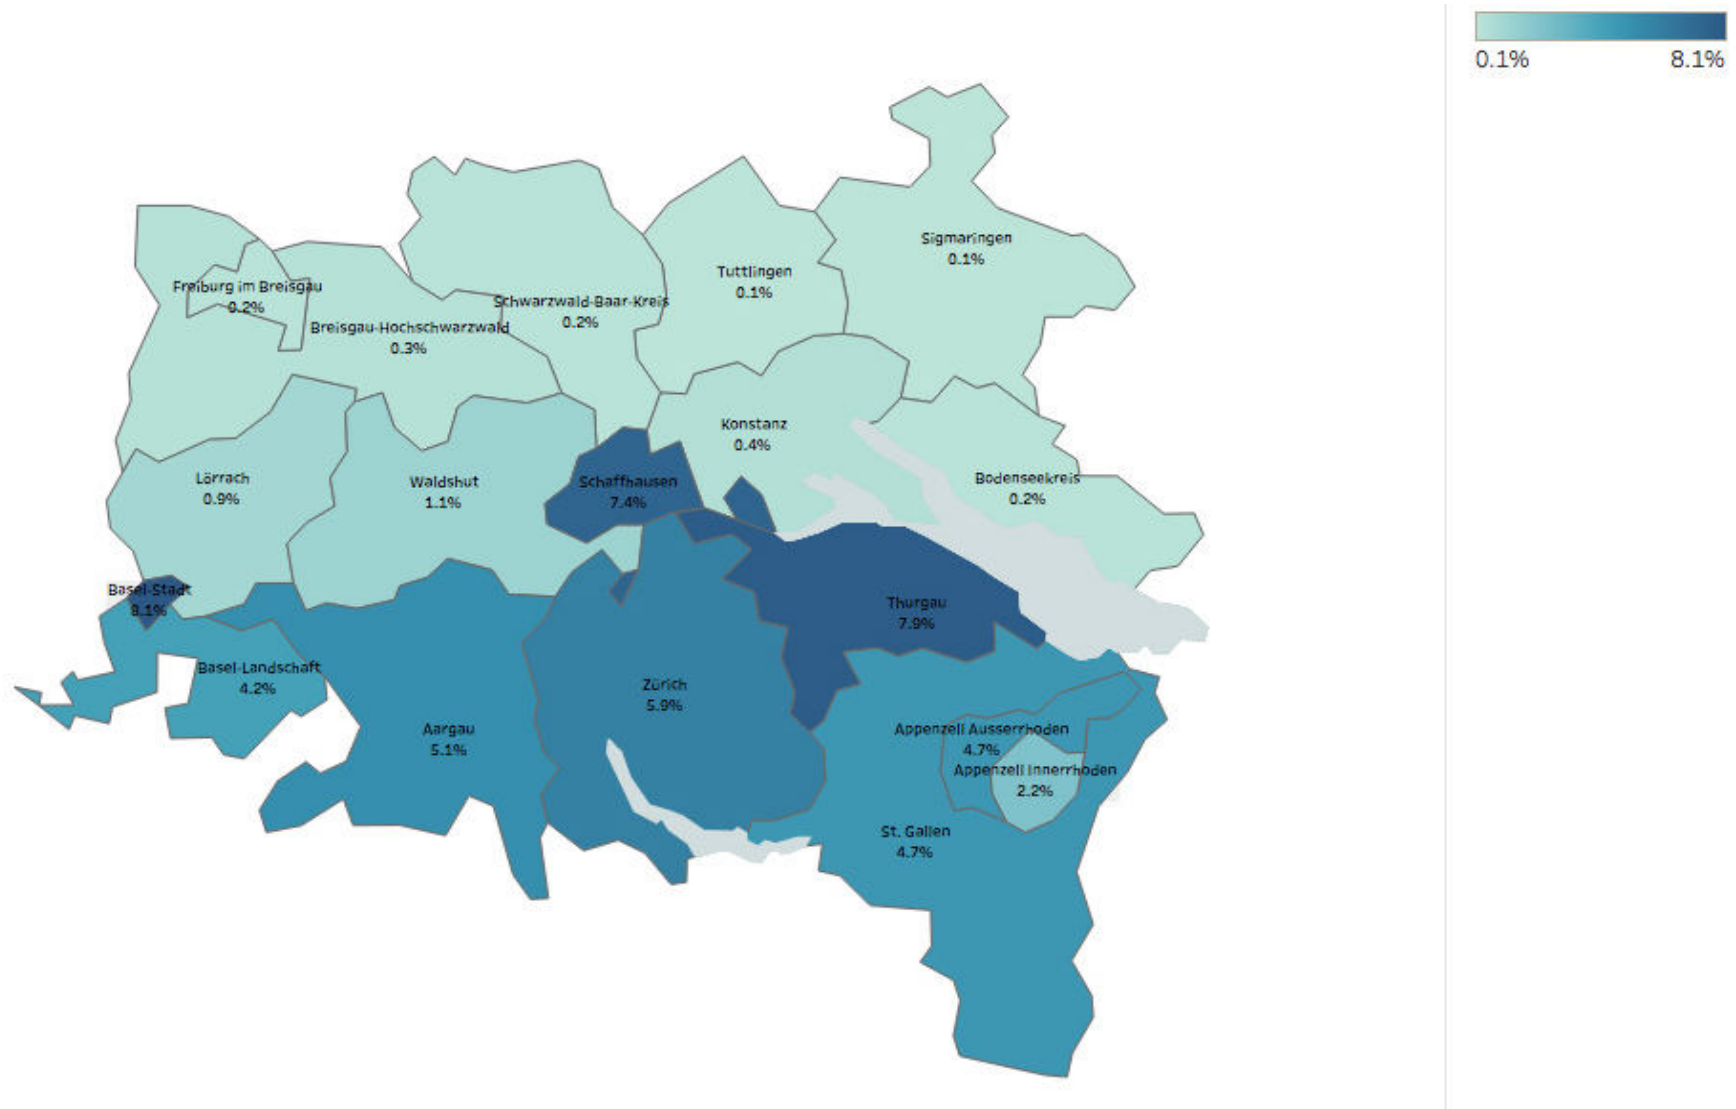 0.1%
8.1%
Sigmaringen
0.1%
Tuttlingen
0.1%
Freiburg im Breisgau
0.2%
Schwarzwald-Baar-Kreis
0.2%
Breisgau-Hochschwarzwald
0.3%
Konstanz
0.4%
Lörrach
0.9%
Waldshut
1.1%
Schaffhausen
7.4%
Bodenseekreis
0.2%
Basel-Stadt
8.1%
Thurgau
7.9%
Basel-Landschaft
4.2%
Zürich
5.9%
Aargau
5.1%
Appenzell Ausserrhoden
4.7%
Appenzell Innerrhoden
2.2%
St. Gallen
4.7%